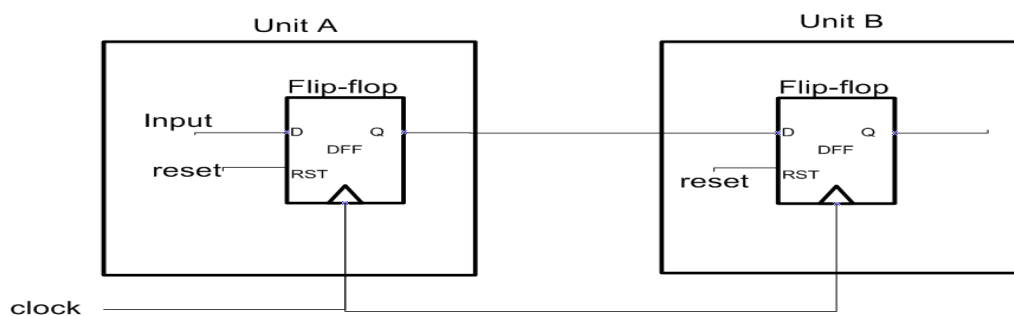 Unit A
Unit B
Flip-flop
Flip-flop
Input
D Q
DFF
reset
RST
D Q
DFF
reset
RST
clock